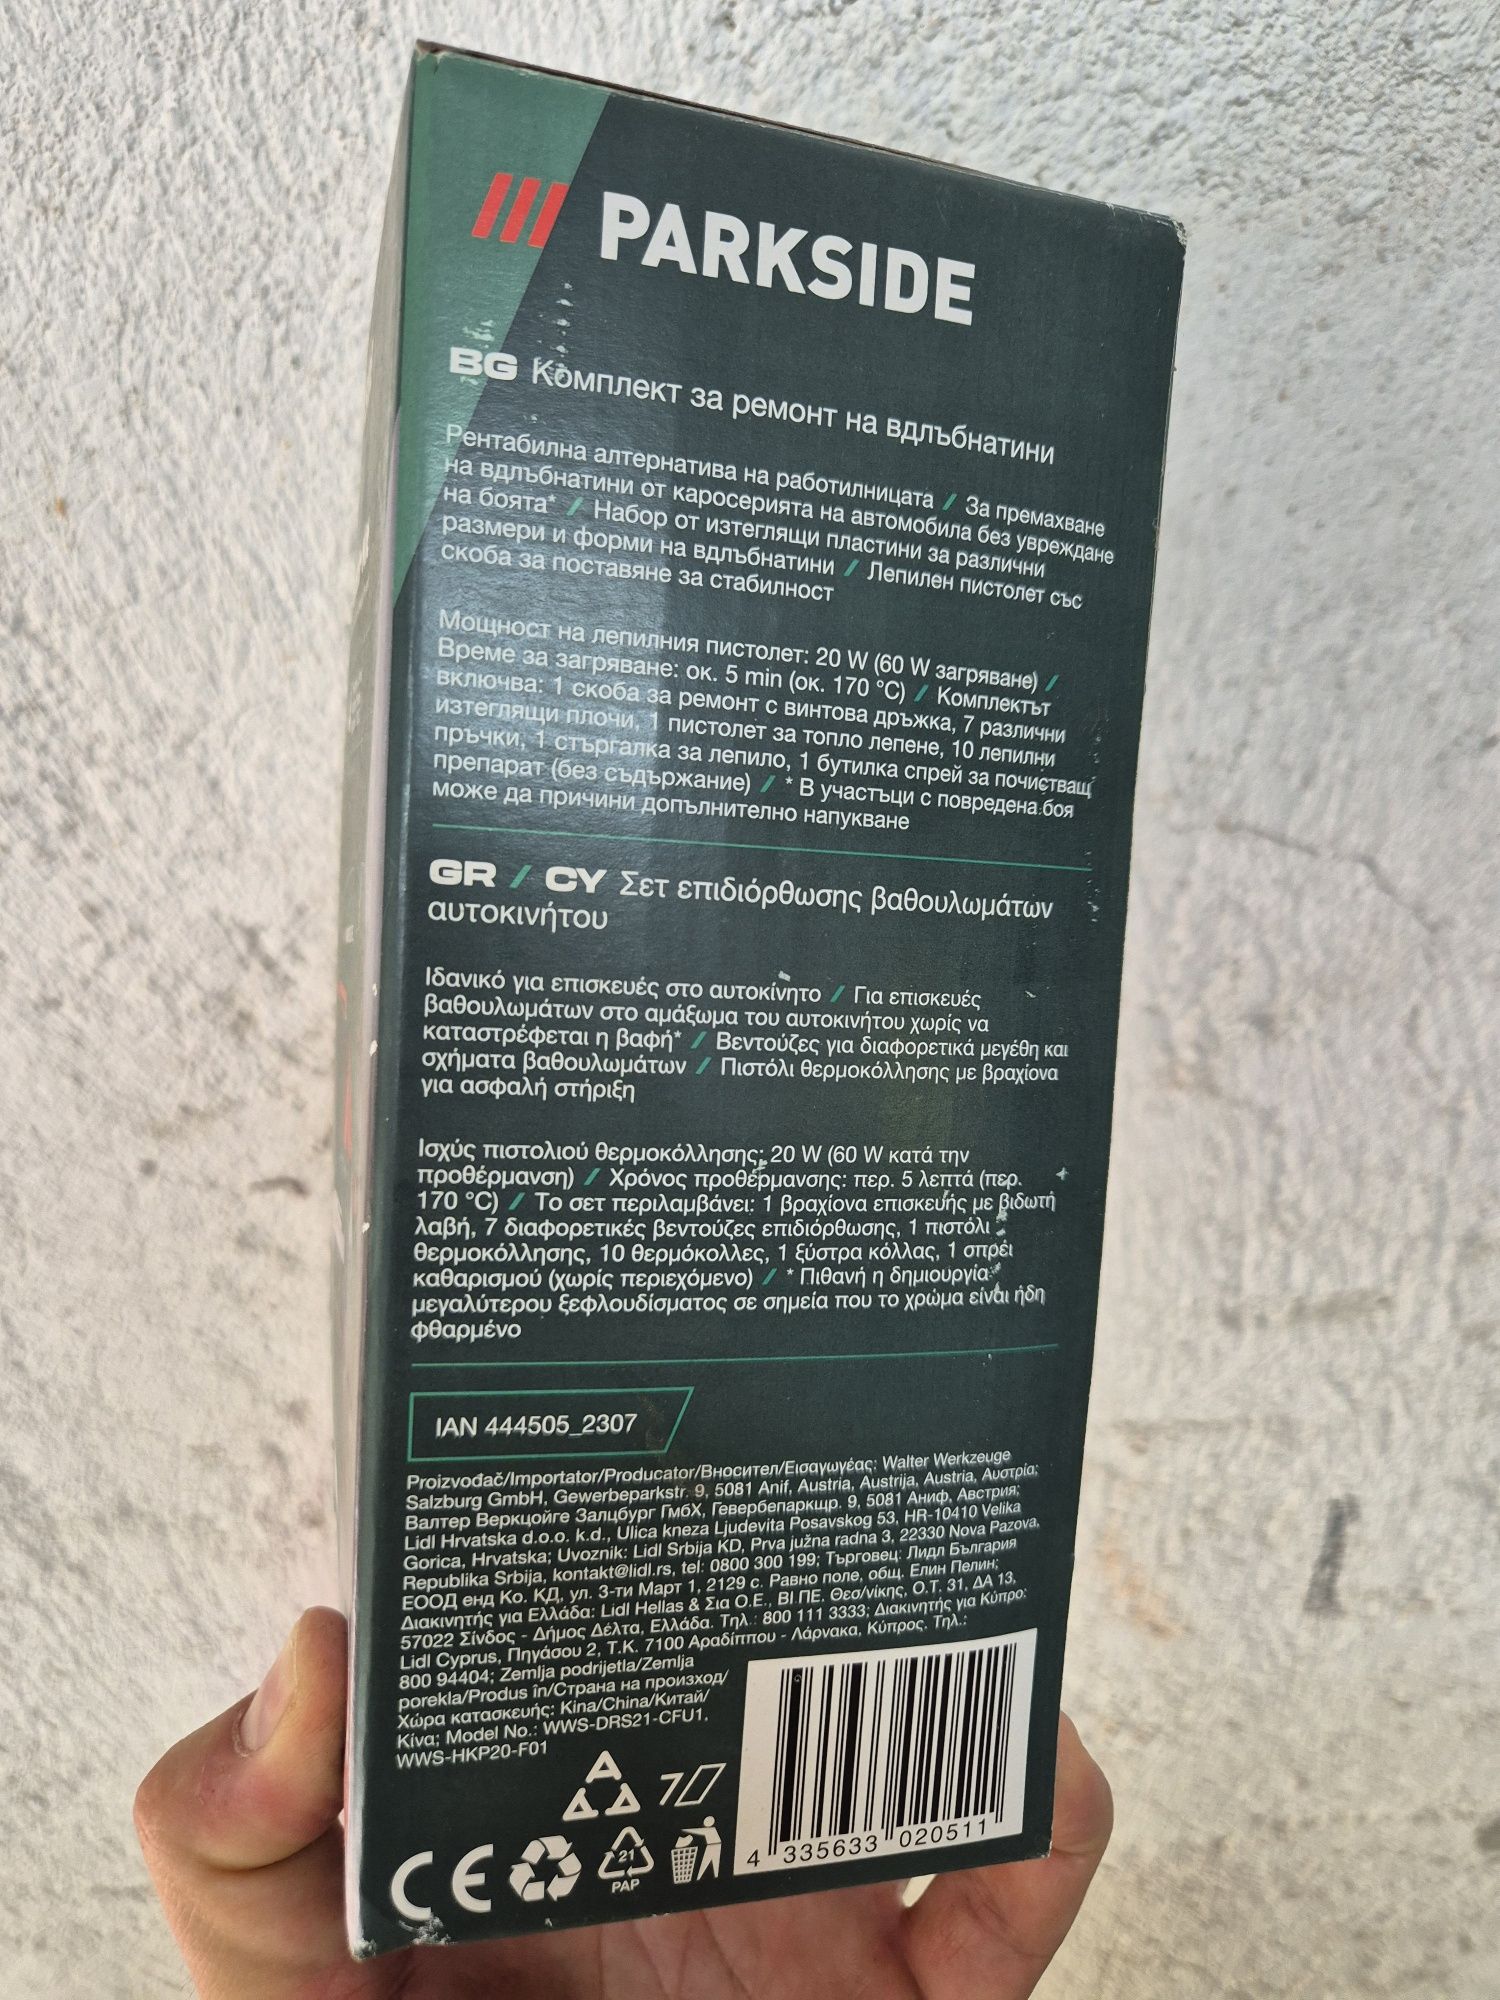 PARKSIDE
BG Комплект за ремонт на вдлъбнатини
Рентабилна алтернатива на работилницата / За премахване
на вдлъбнатини от каросерията на автомобила без увреждане
на боята* / Набор от изтеглящи пластини за различни
размери и форми на вдлъбнатини / Лепилен пистолет със
скоба за поставяне за стабилност
Мощност на лепилния пистолет: 20 W (60 W загряване) /
Време за загряване: ок. 5 min (ок. 170 °C) / Комплектът
включва: 1 скоба за ремонт с винтова дръжка, 7 различни
изтеглящи плочи, 1 пистолет за топло лепене, 10 лепилни
пръчки, 1 стъргалка за лепило, 1 бутилка спрей за почистващ
препарат (без съдържание) / * В участъци с повредена боя
може да причини допълнително напукване
GR / CY Σετ επιδιόρθωσης βαθουλωμάτων
αυτοκινήτου
Ιδανικό για επισκευές στο αυτοκίνητο / Για επισκευές
βαθουλωμάτων στο αμάξωμα του αυτοκινήτου χωρίς να
καταστρέφεται η βαφή* / Βεντούζες για διαφορετικά μεγέθη και
σχήματα βαθουλωμάτων / Πιστόλι θερμοκόλλησης με βραχίονα
για ασφαλή στήριξη
Ισχύς πιστολιού θερμοκόλλησης: 20 W (60 W κατά την
προθέρμανση) / Χρόνος προθέρμανσης: περ. 5 λεπτά (περ.
170 °C) / Το σετ περιλαμβάνει: 1 βραχίονα επισκευής με βιδωτή
λαβή, 7 διαφορετικές βεντούζες επιδιόρθωσης, 1 πιστόλι
θερμοκόλλησης, 10 θερμόκολλες, 1 ξύστρα κόλλας, 1 σπρέι
καθαρισμού (χωρίς περιεχόμενο) / * Πιθανή η δημιουργία
μεγαλύτερου ξεφλουδίσματος σε σημεία που το χρώμα είναι ήδη
φθαρμένο
IAN 444505_2307
Proizvođač/Importator/Producator/Вносител/Εισαγωγέας: Walter Werkzeuge
Salzburg GmbH, Gewerbeparkstr. 9, 5081 Anif, Austria, Austrija, Austria, Αυστρία;
Валтер Веркцойге Залцбург ГмбХ, Гевербепаркщр. 9, 5081 Аниф, Австрия;
Lidl Hrvatska d.o.o. k.d., Ulica kneza Ljudevita Posavskog 53, HR-10410 Velika
Gorica, Hrvatska; Uvoznik: Lidl Srbija KD, Prva južna radna 3, 22330 Nova Pazova,
Republika Srbija, kontakt@lidl.rs, tel: 0800 300 199; Търговец: Лидл България
ЕООД енд Ко. КД, ул. 3-ти Март 1, 2129 с. Равно поле, общ. Елин Пелин;
Διακινητής για Ελλάδα: Lidl Hellas & Σια Ο.Ε., ΒΙ.ΠΕ. Θεσ/νίκης, Ο.Τ. 31, ΔΑ 13,
57022 Σίνδος - Δήμος Δέλτα, Ελλάδα. Τηλ.: 800 111 3333; Διακινητής για Κύπρο:
Lidl Cyprus, Πηγάσου 2, Τ.Κ. 7100 Αραδίππου - Λάρνακα, Κύπρος. Τηλ.:
800 94404; Zemlja podrijetla/Zemlja
porekla/Produs în/Страна на произход/
Χώρα κατασκευής: Kina/China/Китай/
Κίνα; Model No.: WWS-DRS21-CFU1,
WWS-HKP20-F01
7
CE
21
PAP
4 335633 020511